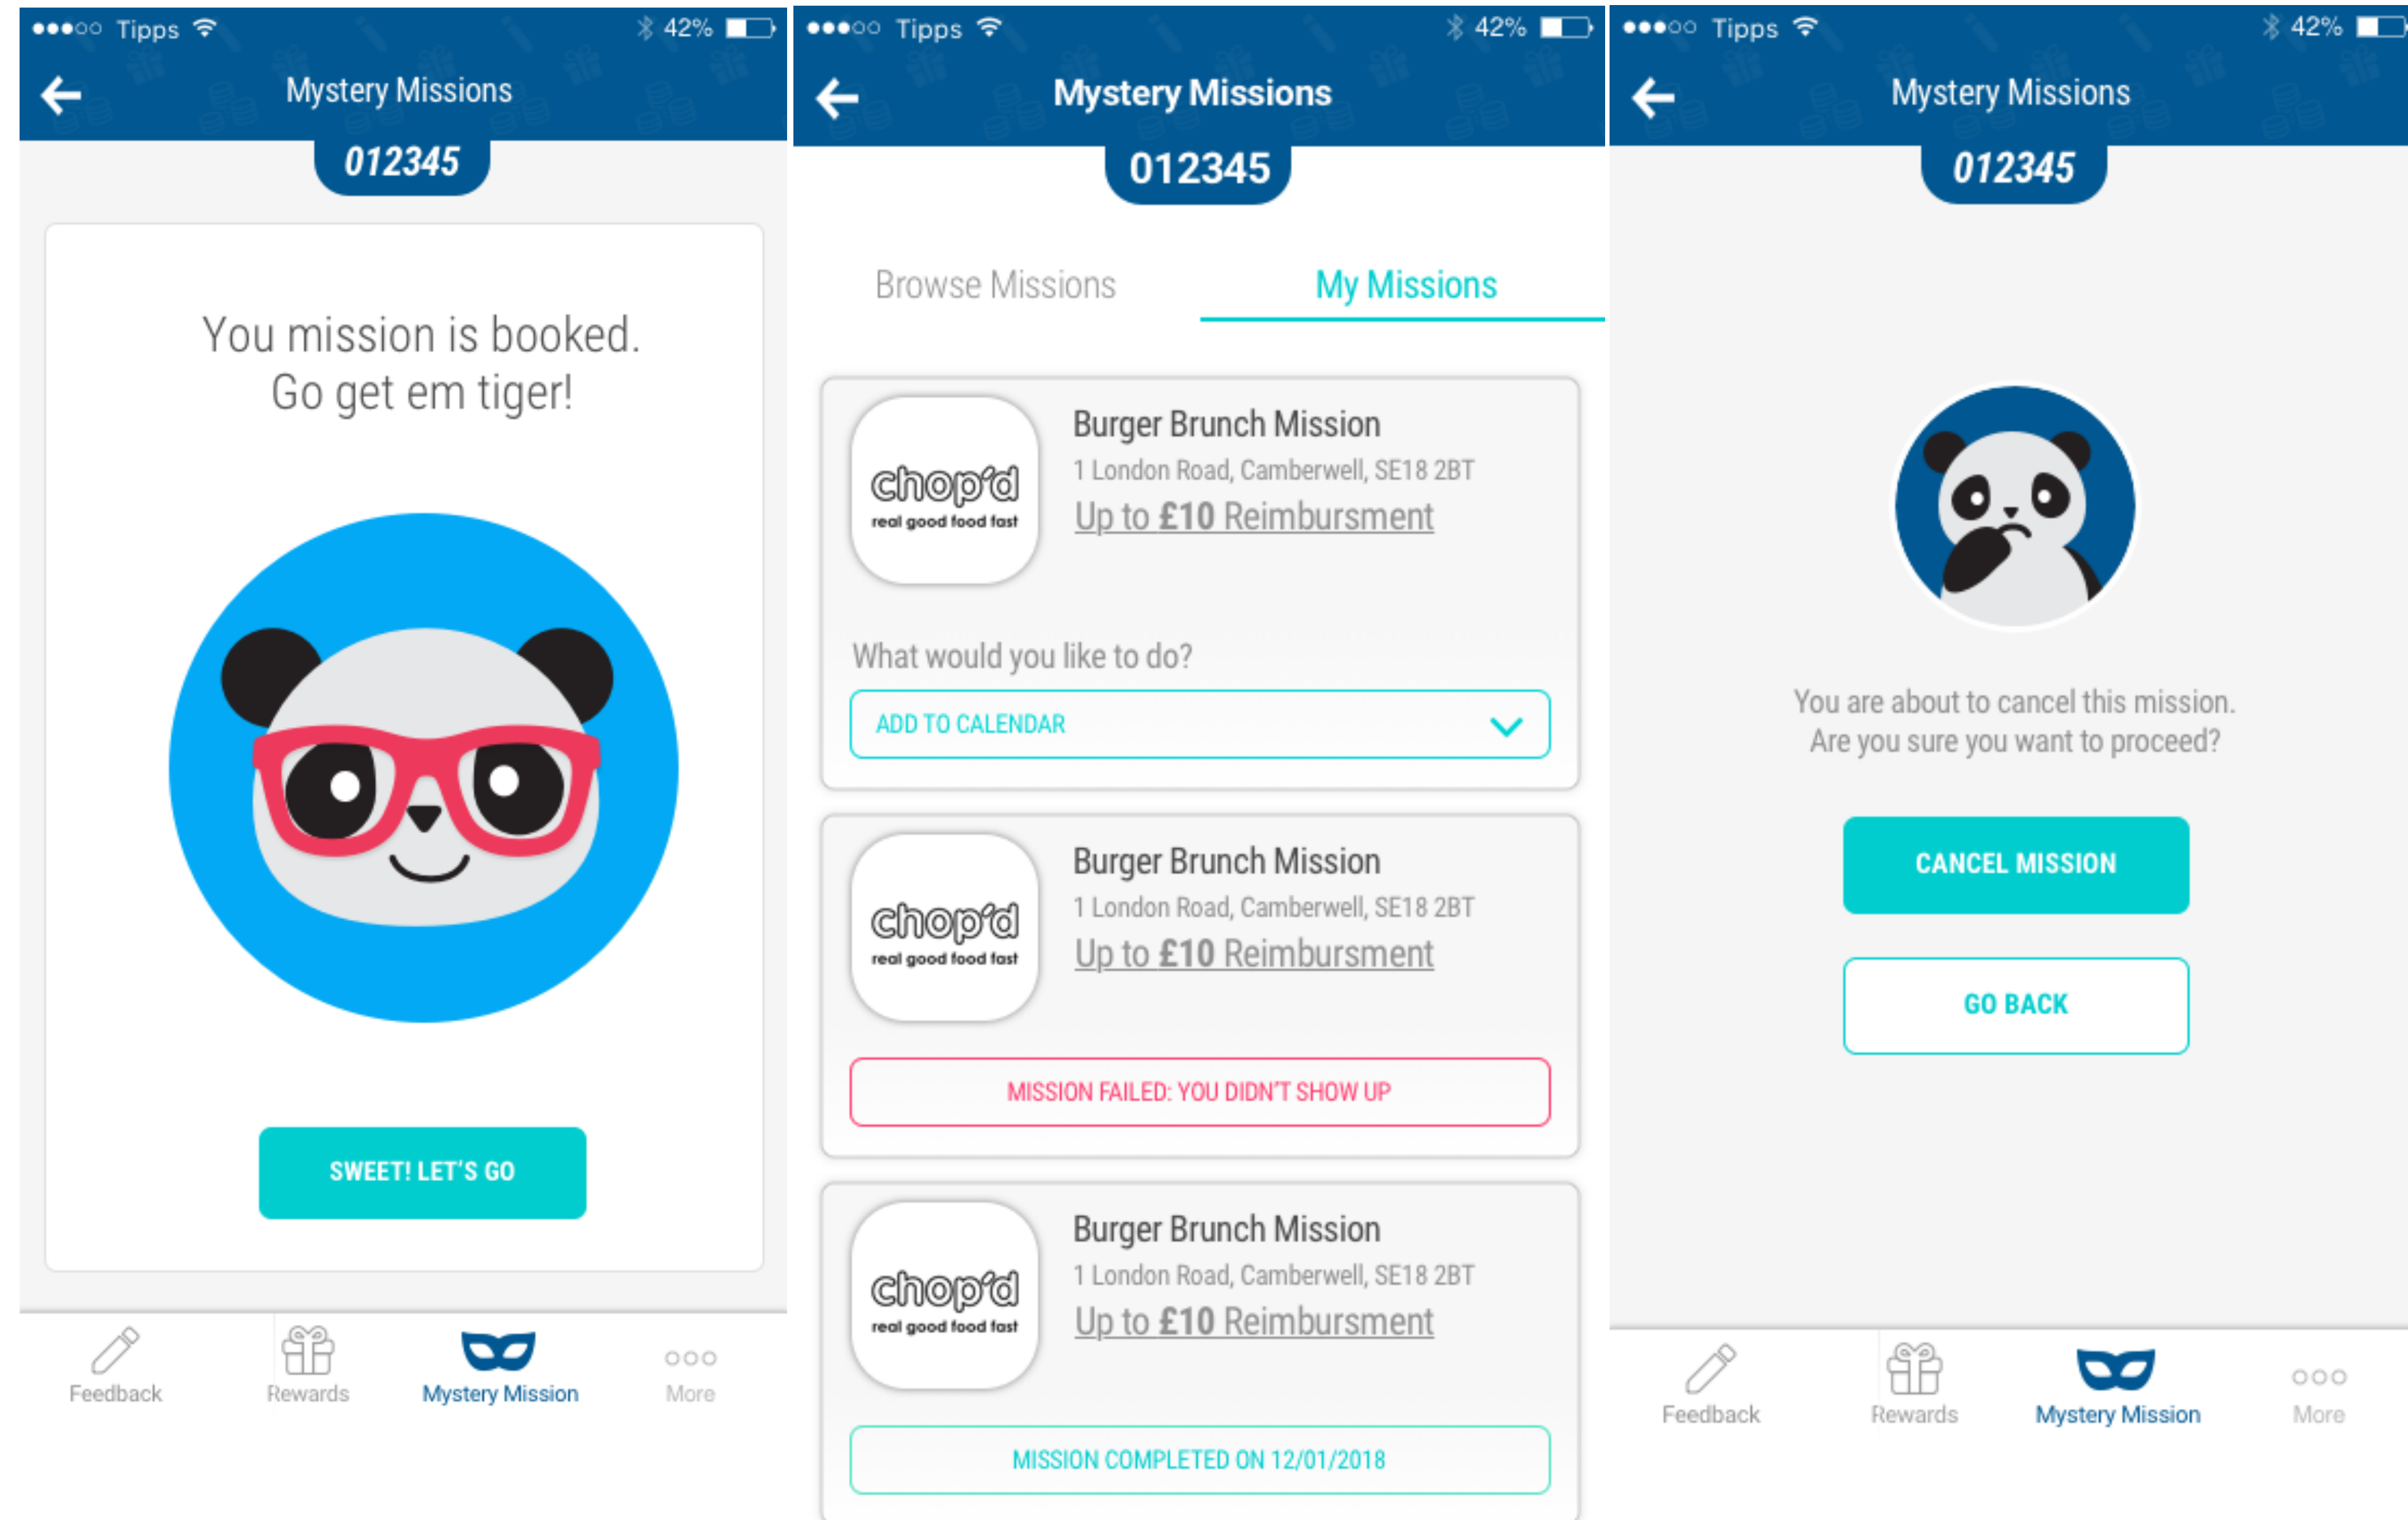 Tipps 42%
Mystery Missions
012345
You mission is booked.
Go get em tiger!
SWEET! LET'S GO
Feedback Rewards Mystery Mission More
Tipps 42%
Mystery Missions
012345
Browse Missions My Missions
chop'd
real good food fast
Burger Brunch Mission
1 London Road, Camberwell, SE18 2BT
Up to £10 Reimbursment
What would you like to do?
ADD TO CALENDAR
chop'd
real good food fast
Burger Brunch Mission
1 London Road, Camberwell, SE18 2BT
Up to £10 Reimbursment
MISSION FAILED: YOU DIDN'T SHOW UP
chop'd
real good food fast
Burger Brunch Mission
1 London Road, Camberwell, SE18 2BT
Up to £10 Reimbursment
MISSION COMPLETED ON 12/01/2018
Tipps 42%
Mystery Missions
012345
You are about to cancel this mission.
Are you sure you want to proceed?
CANCEL MISSION
GO BACK
Feedback Rewards Mystery Mission More